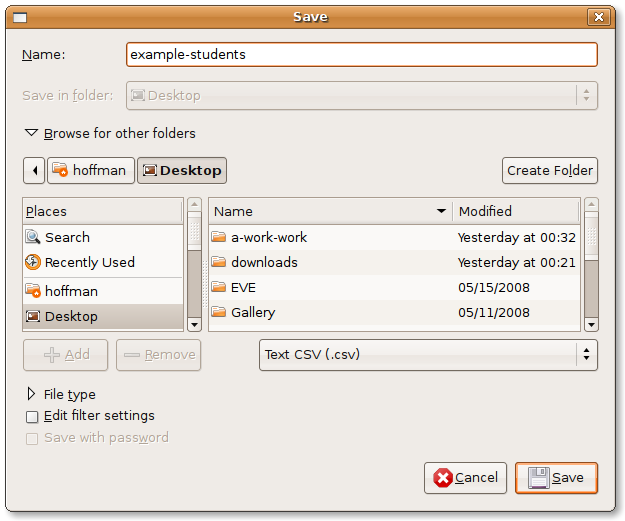 Save
Name: example-students
Save in folder: Desktop
Browse for other folders
hoffman Desktop Create Folder
Places Name Modified
Search a-work-work Yesterday at 00:32
Recently Used downloads Yesterday at 00:21
hoffman EVE 05/15/2008
Desktop Gallery 05/11/2008
Add Remove Text CSV (.csv)
File type
Edit filter settings
Save with password
Cancel Save